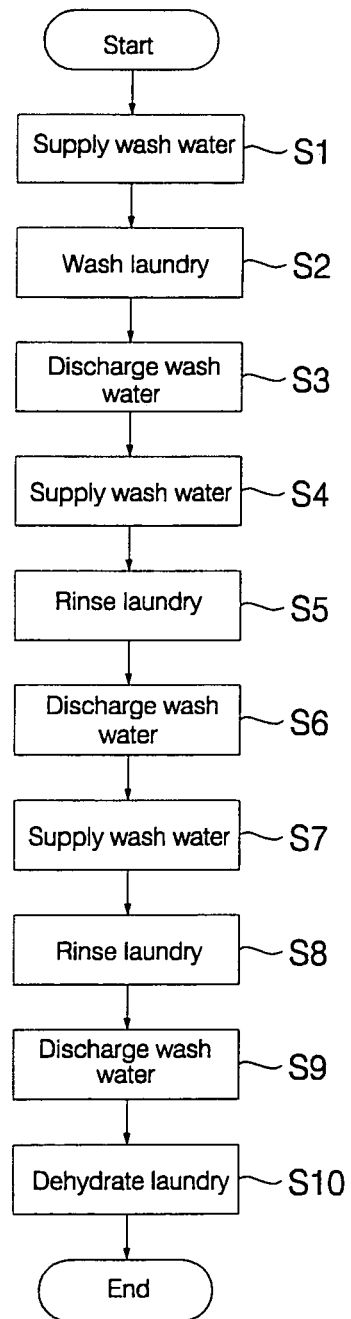 Start
Supply wash water
S1
Wash laundry
S2
Discharge wash
water
S3
Supply wash water
S4
Rinse laundry
S5
Discharge wash
water
S6
Supply wash water
S7
Rinse laundry
S8
Discharge wash
water
S9
Dehydrate laundry
S10
End